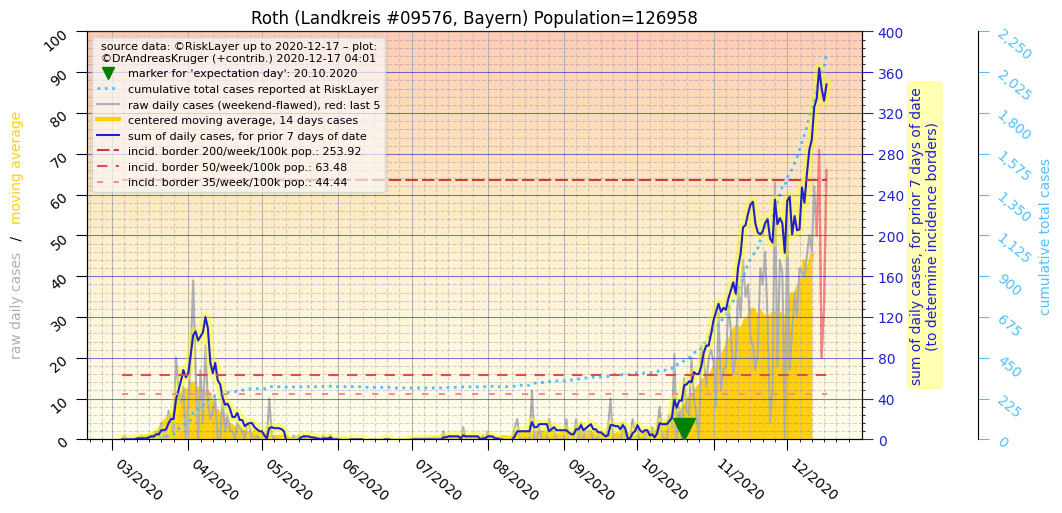 Roth (Landkreis #09576, Bayern) Population=126958
source data: ©RiskLayer up to 2020-12-17 – plot:
©DrAndreasKruger (+contrib.) 2020-12-17 04:01
marker for 'expectation day': 20.10.2020
cumulative total cases reported at RiskLayer
raw daily cases (weekend-flawed), red: last 5
centered moving average, 14 days cases
sum of daily cases, for prior 7 days of date
incid. border 200/week/100k pop.: 253.92
incid. border 50/week/100k pop.: 63.48
incid. border 35/week/100k pop.: 44.44
raw daily cases / moving average
100
90
80
70
60
50
40
30
20
10
0
03/2020
04/2020
05/2020
06/2020
07/2020
08/2020
09/2020
10/2020
11/2020
12/2020
400
360
320
280
240
200
160
120
80
40
0
sum of daily cases, for prior 7 days of date
(to determine incidence borders)
2,250
2,025
1,800
1,575
1,350
1,125
900
675
450
225
0
cumulative total cases